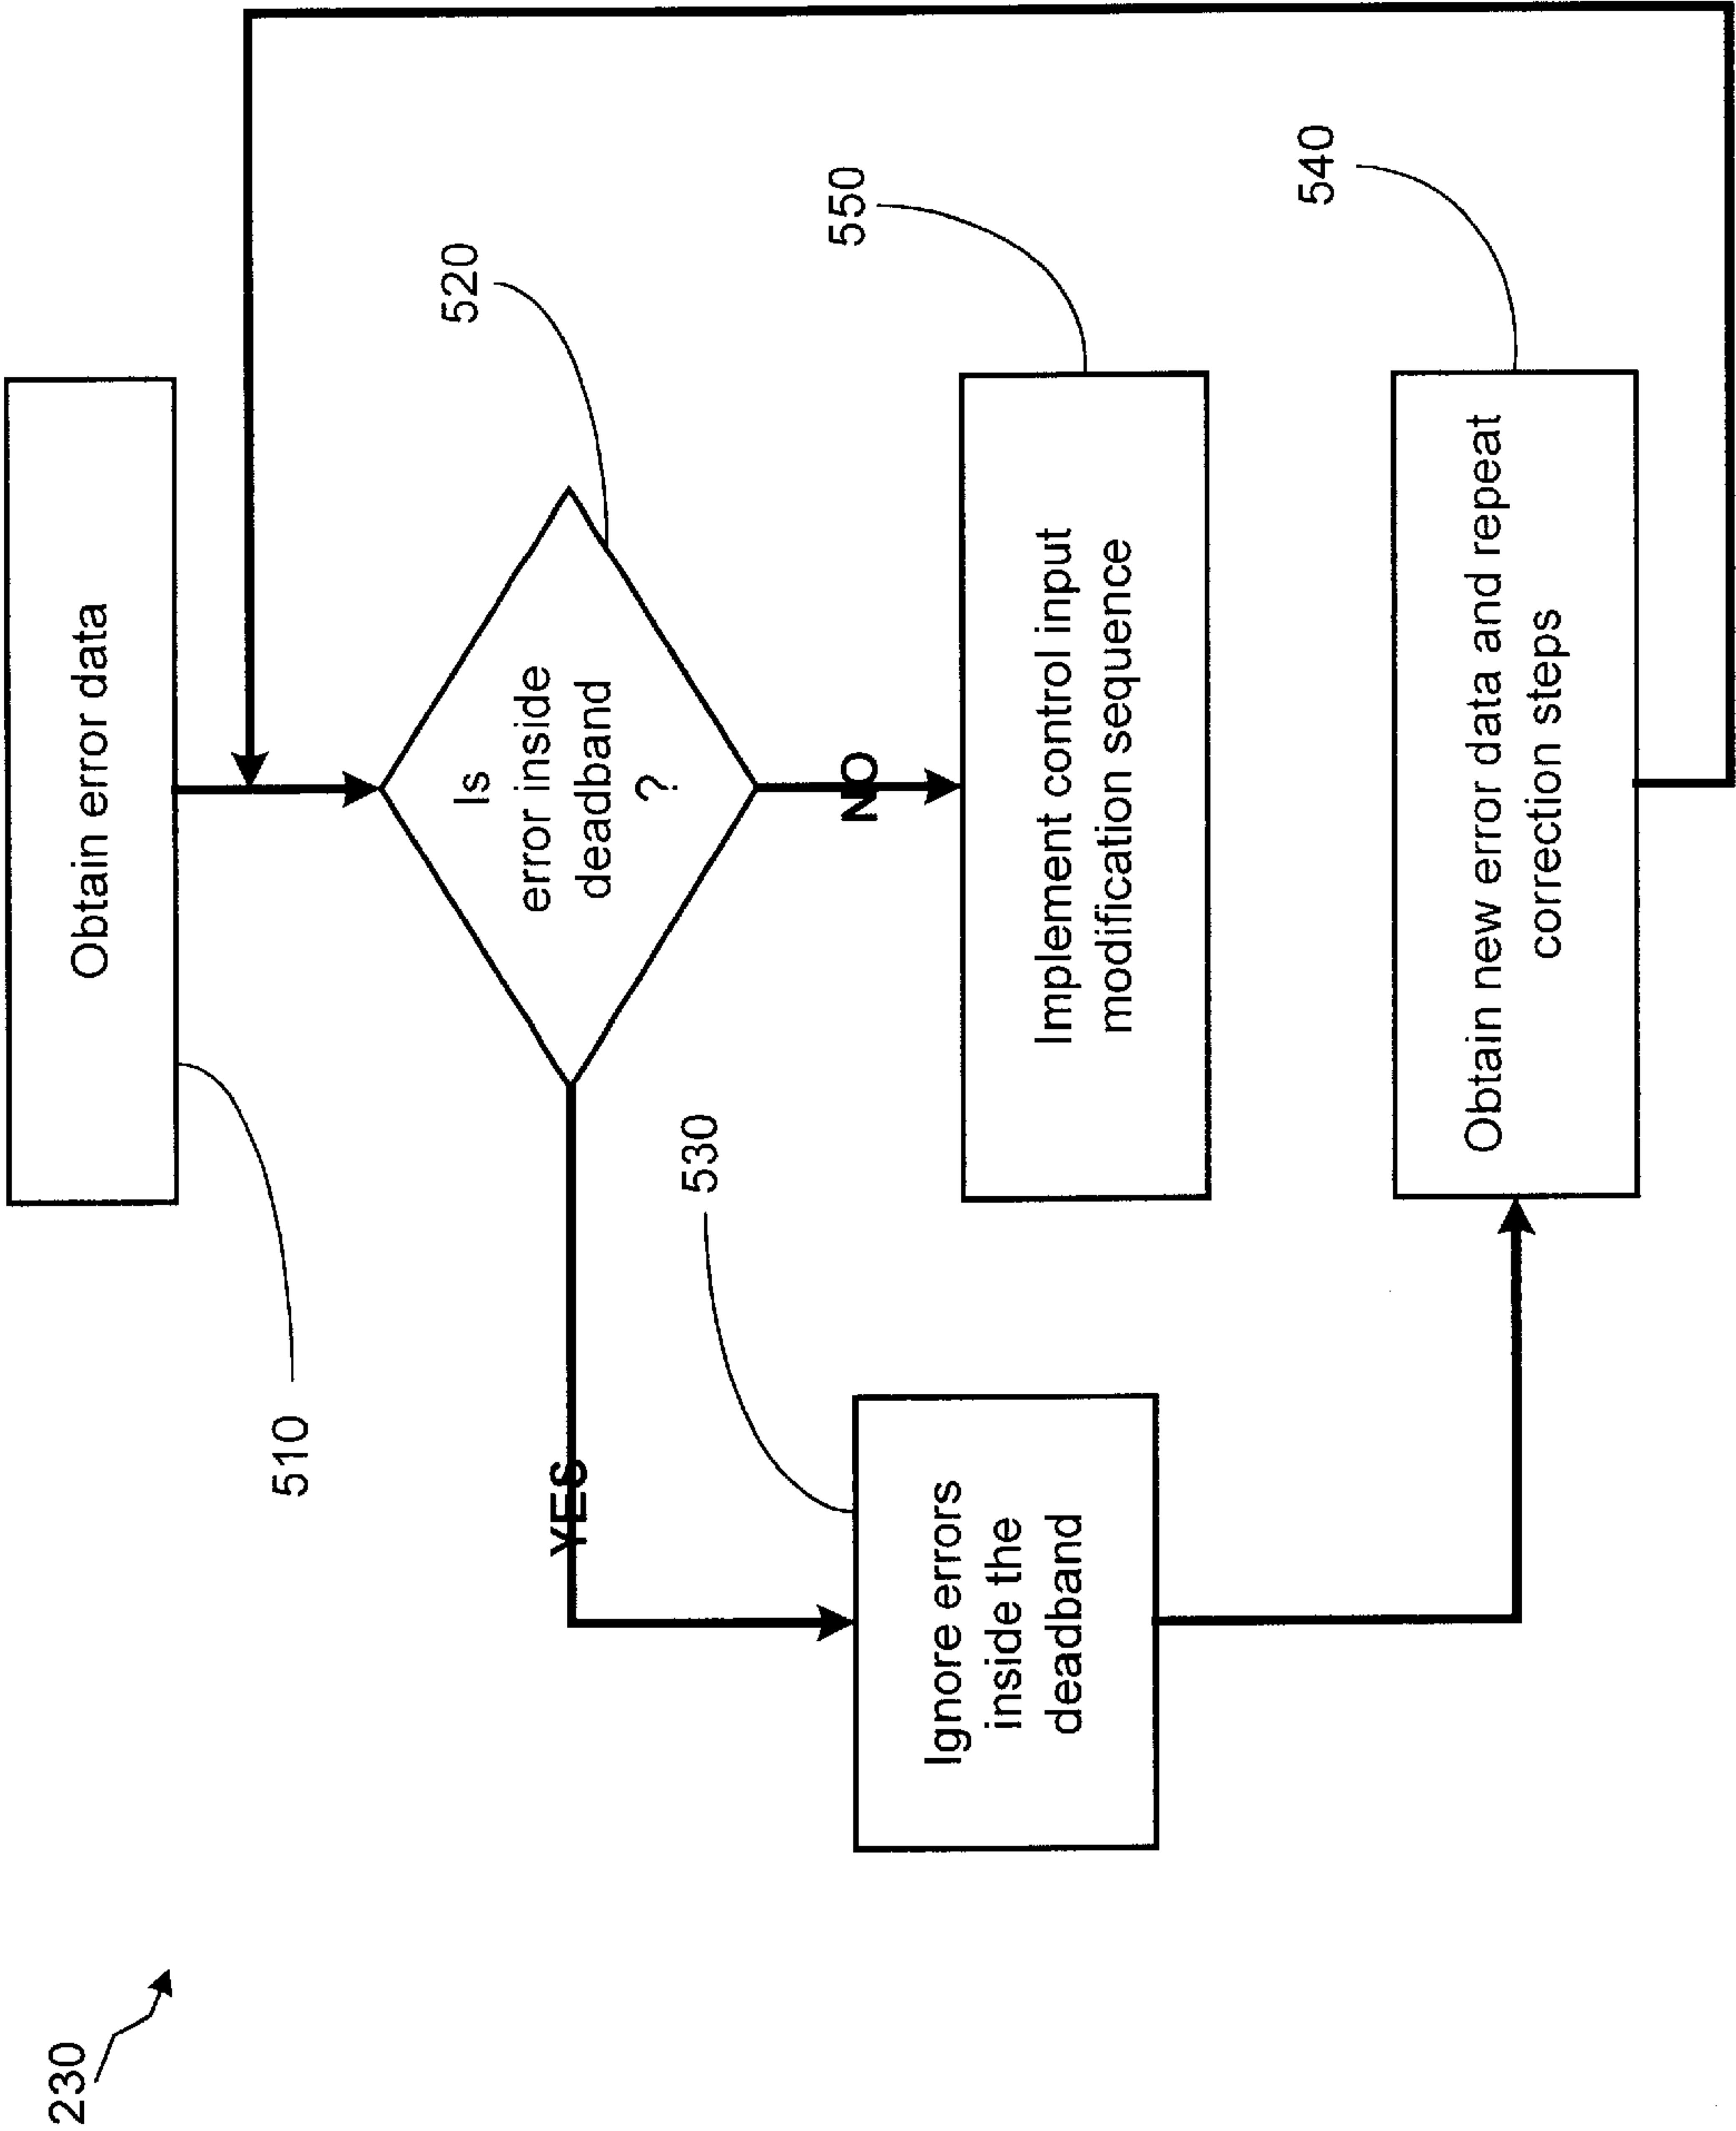 230
510
Obtain error data
520
Is
error inside
deadband
?
YES
NO
530
Ignore errors
inside the
deadband
550
Implement control input
modification sequence
540
Obtain new error data and repeat
correction steps